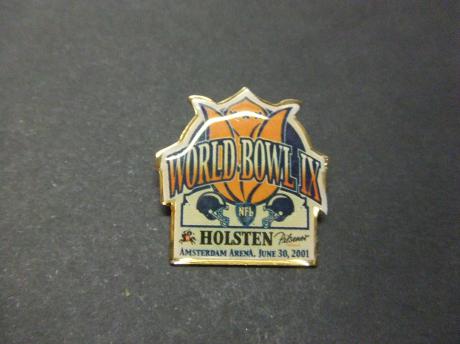 WORLD BOWL IX
NFL
HOLSTEN Pilsener
AMSTERDAM ARENA, JUNE 30, 2001